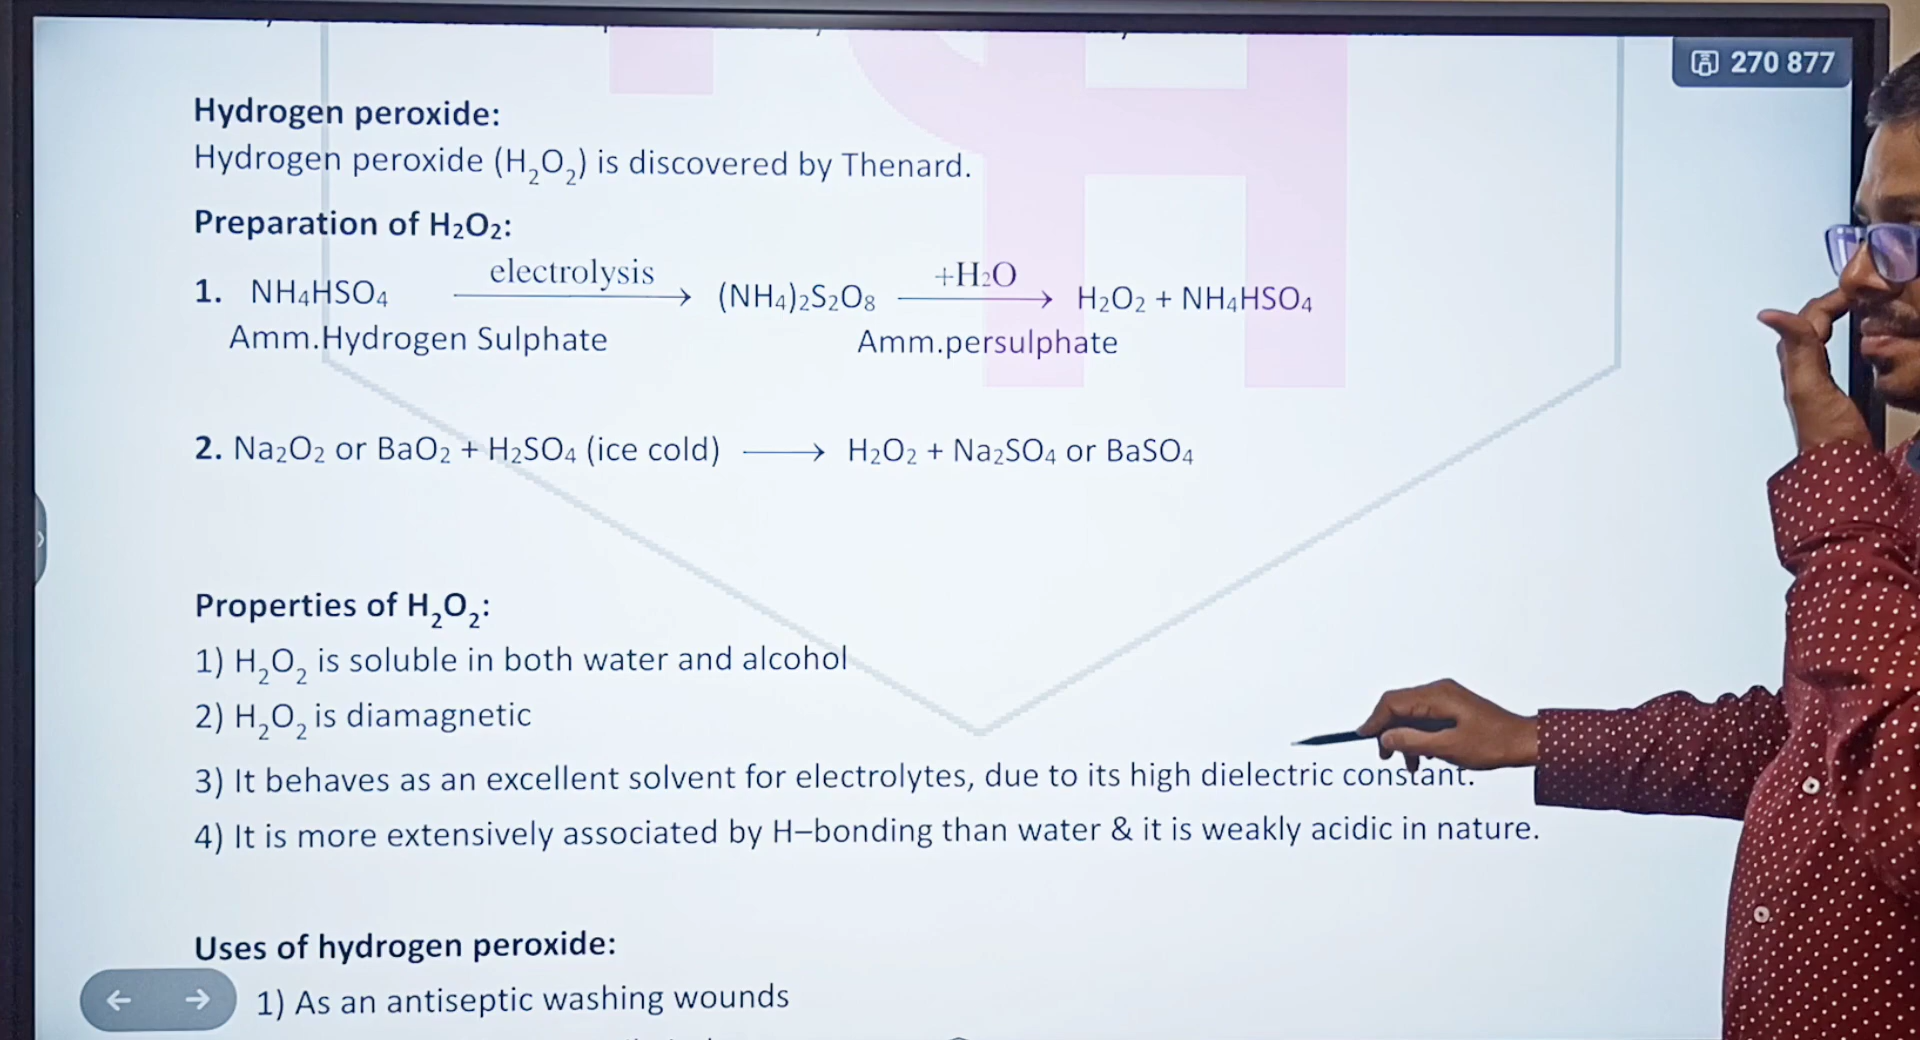 270 877
Hydrogen peroxide:
Hydrogen peroxide (H₂O₂) is discovered by Thenard.
Preparation of H₂O₂:
1. NH₄HSO₄ electrolysis → (NH₄)₂S₂O₈ +H₂O → H₂O₂ + NH₄HSO₄
Amm.Hydrogen Sulphate Amm.persulphate
2. Na₂O₂ or BaO₂ + H₂SO₄ (ice cold) → H₂O₂ + Na₂SO₄ or BaSO₄
Properties of H₂O₂:
1) H₂O₂ is soluble in both water and alcohol
2) H₂O₂ is diamagnetic
3) It behaves as an excellent solvent for electrolytes, due to its high dielectric constant.
4) It is more extensively associated by H–bonding than water & it is weakly acidic in nature.
Uses of hydrogen peroxide:
1) As an antiseptic washing wounds